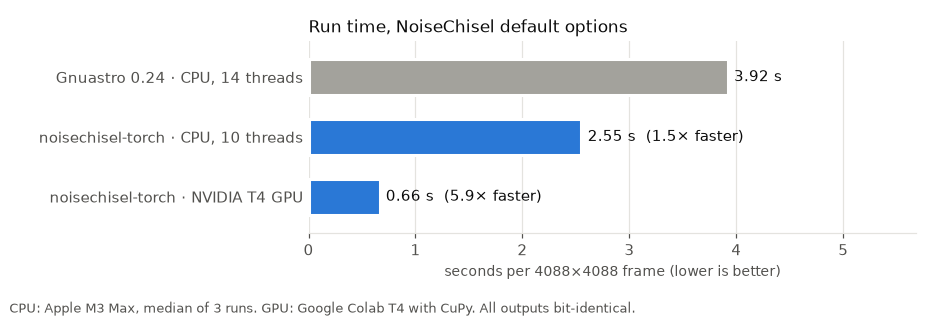 Run time, NoiseChisel default options
Gnuastro 0.24 · CPU, 14 threads
3.92 s
noisechisel-torch · CPU, 10 threads
2.55 s (1.5× faster)
noisechisel-torch · NVIDIA T4 GPU
0.66 s (5.9× faster)
0 1 2 3 4 5
seconds per 4088×4088 frame (lower is better)
CPU: Apple M3 Max, median of 3 runs. GPU: Google Colab T4 with CuPy. All outputs bit-identical.